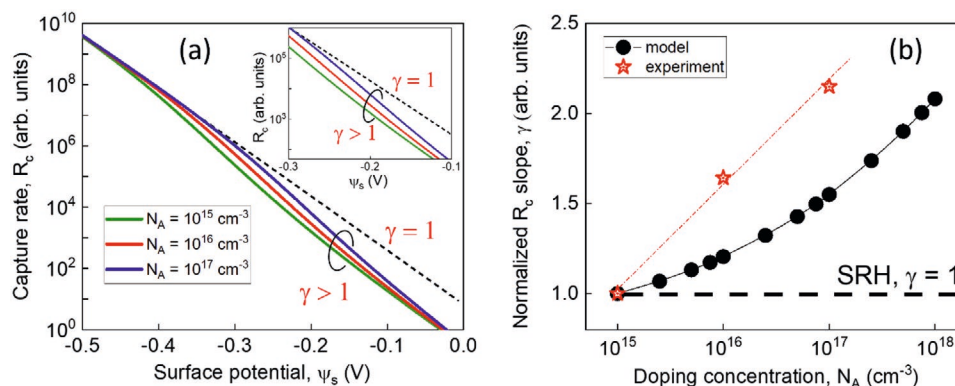 (a)
Capture rate, R_c (arb. units)
10^10
10^8
10^6
10^4
10^2
10^0
-0.5
-0.4
-0.3
-0.2
-0.1
0.0
Surface potential, ψ_s (V)
N_A = 10^15 cm^-3
N_A = 10^16 cm^-3
N_A = 10^17 cm^-3
γ = 1
γ > 1
R_c (arb. units)
10^3
-0.3
-0.2
-0.1
ψ_s (V)
γ = 1
γ > 1
(b)
Normalized R_c slope, γ (arb. units)
2.5
2.0
1.5
1.0
10^15
10^16
10^17
10^18
Doping concentration, N_A (cm^-3)
model
experiment
SRH, γ = 1